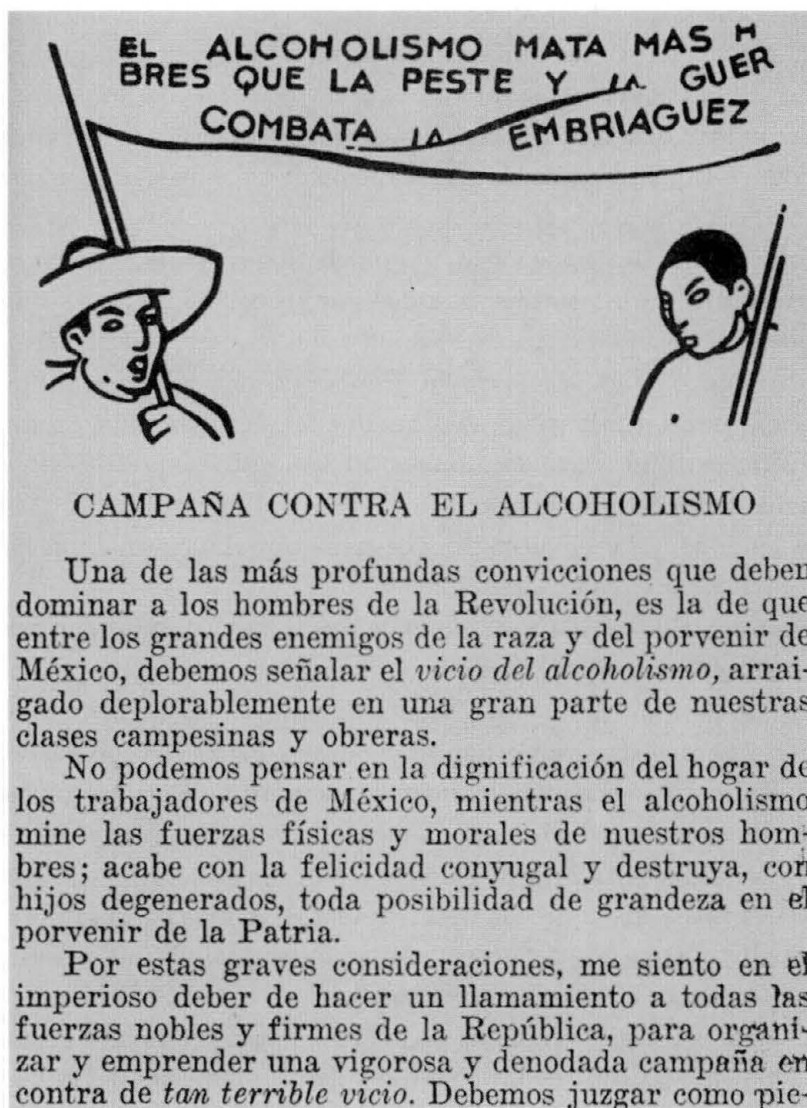 EL ALCOHOLISMO MATA MAS H
BRES QUE LA PESTE Y LA GUER
COMBATA LA EMBRIAGUEZ
CAMPAÑA CONTRA EL ALCOHOLISMO
Una de las más profundas convicciones que deben
dominar a los hombres de la Revolución, es la de que
entre los grandes enemigos de la raza y del porvenir de
México, debemos señalar el vicio del alcoholismo, arrai-
gado deplorablemente en una gran parte de nuestras
clases campesinas y obreras.
No podemos pensar en la dignificación del hogar de
los trabajadores de México, mientras el alcoholismo
mine las fuerzas físicas y morales de nuestros hom-
bres; acabe con la felicidad conyugal y destruya, con
hijos degenerados, toda posibilidad de grandeza en el
porvenir de la Patria.
Por estas graves consideraciones, me siento en el
imperioso deber de hacer un llamamiento a todas las
fuerzas nobles y firmes de la República, para organi-
zar y emprender una vigorosa y denodada campaña en
contra de tan terrible vicio. Debemos juzgar como pie-